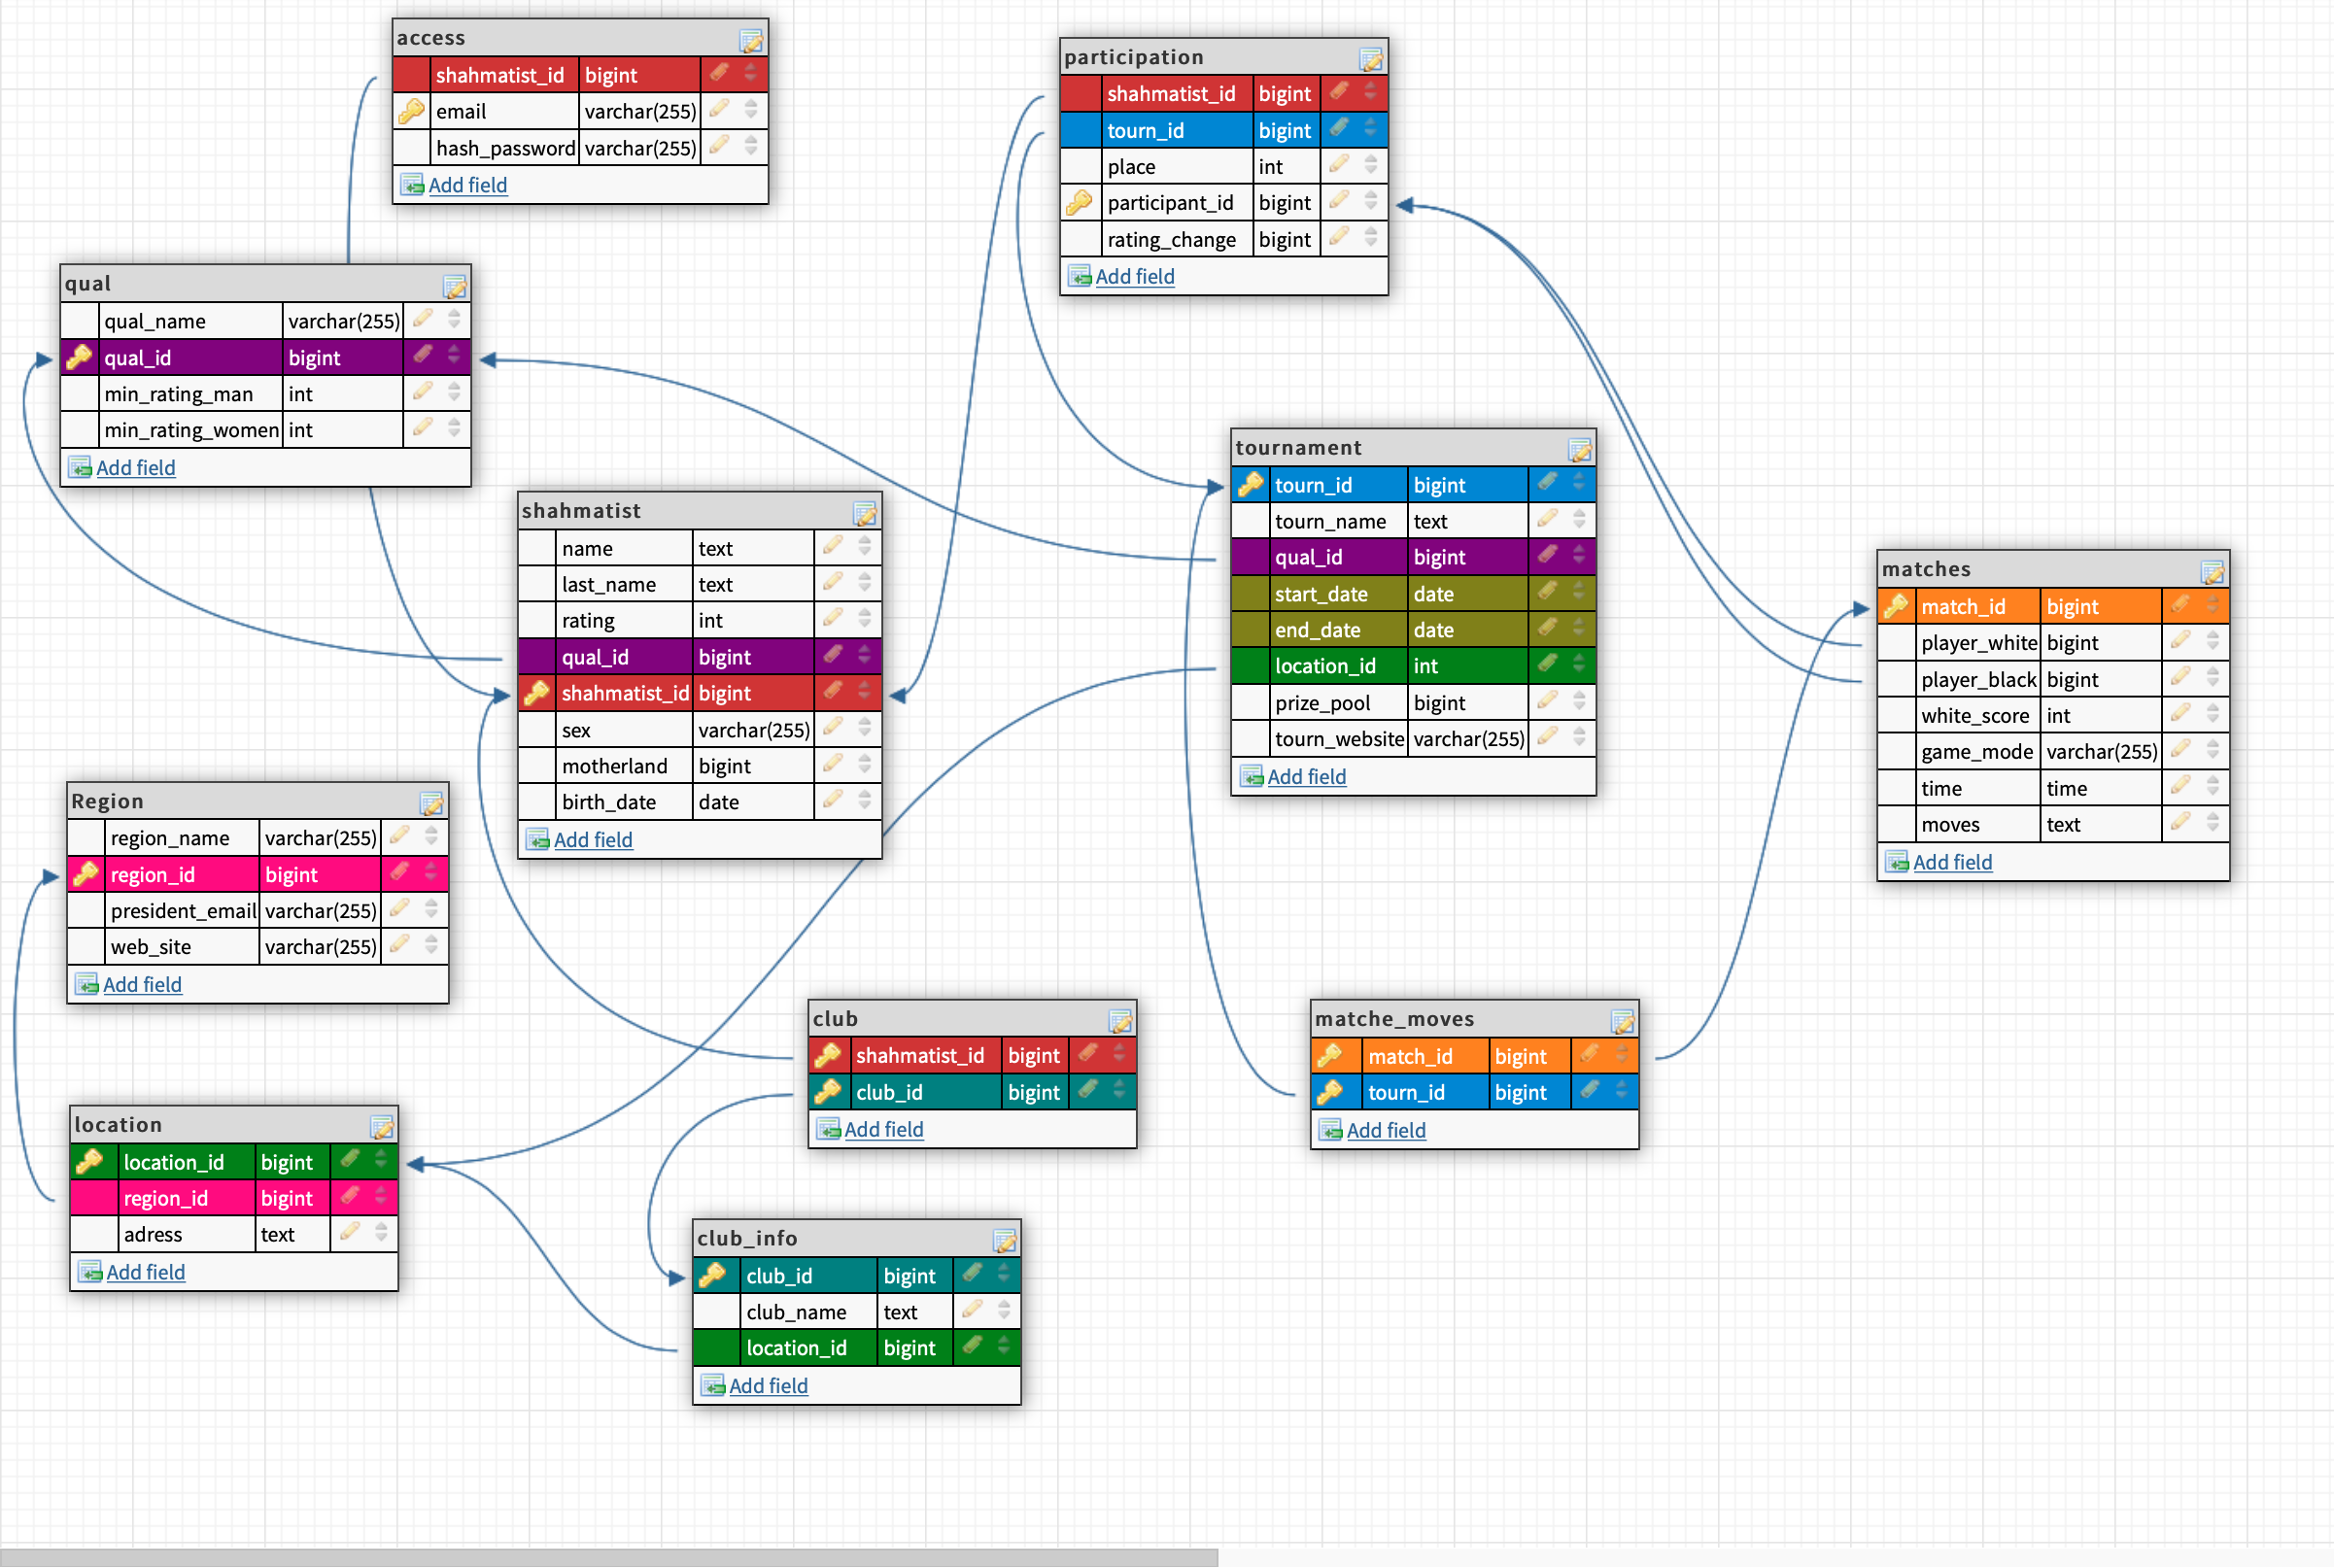 access
shahmatist_id bigint
email varchar(255)
hash_password varchar(255)
Add field
participation
shahmatist_id bigint
tourn_id bigint
place int
participant_id bigint
rating_change bigint
Add field
qual
qual_name varchar(255)
qual_id bigint
min_rating_man int
min_rating_women int
Add field
tournament
tourn_id bigint
tourn_name text
qual_id bigint
start_date date
end_date date
location_id int
prize_pool bigint
tourn_website varchar(255)
Add field
shahmatist
name text
last_name text
rating int
qual_id bigint
shahmatist_id bigint
sex varchar(255)
motherland bigint
birth_date date
Add field
matches
match_id bigint
player_white bigint
player_black bigint
white_score int
game_mode varchar(255)
time time
moves text
Add field
Region
region_name varchar(255)
region_id bigint
president_email varchar(255)
web_site varchar(255)
Add field
club
shahmatist_id bigint
club_id bigint
Add field
matche_moves
match_id bigint
tourn_id bigint
Add field
location
location_id bigint
region_id bigint
adress text
Add field
club_info
club_id bigint
club_name text
location_id bigint
Add field